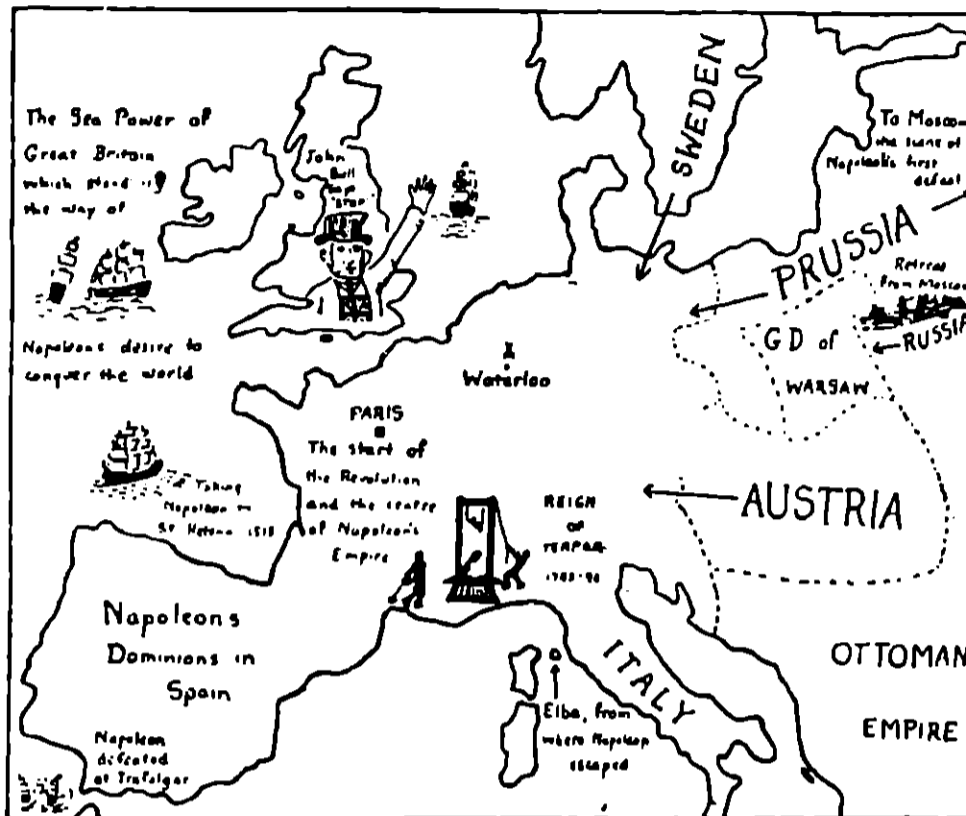 The Sea Power of
Great Britain
which stood in
the way of
Napoleons desire to
conquer the world
John
Bull
says
"STOP"
SWEDEN
To Moscow
the scene of
Napoleon's first
defeat
PRUSSIA
Retreat
from Moscow
RUSSIA
G D of
WARSAW
Waterloo
PARIS
The start of
the Revolution
and the centre
of Napoleon's
Empire
Taking
Napoleon to
St Helena
REIGN
OF
TERROR
AUSTRIA
Napoleons
Dominions in
Spain
Napoleon
defeated
at Trafalgar
ITALY
Elba, from
where Napoleon
escaped
OTTOMAN
EMPIRE